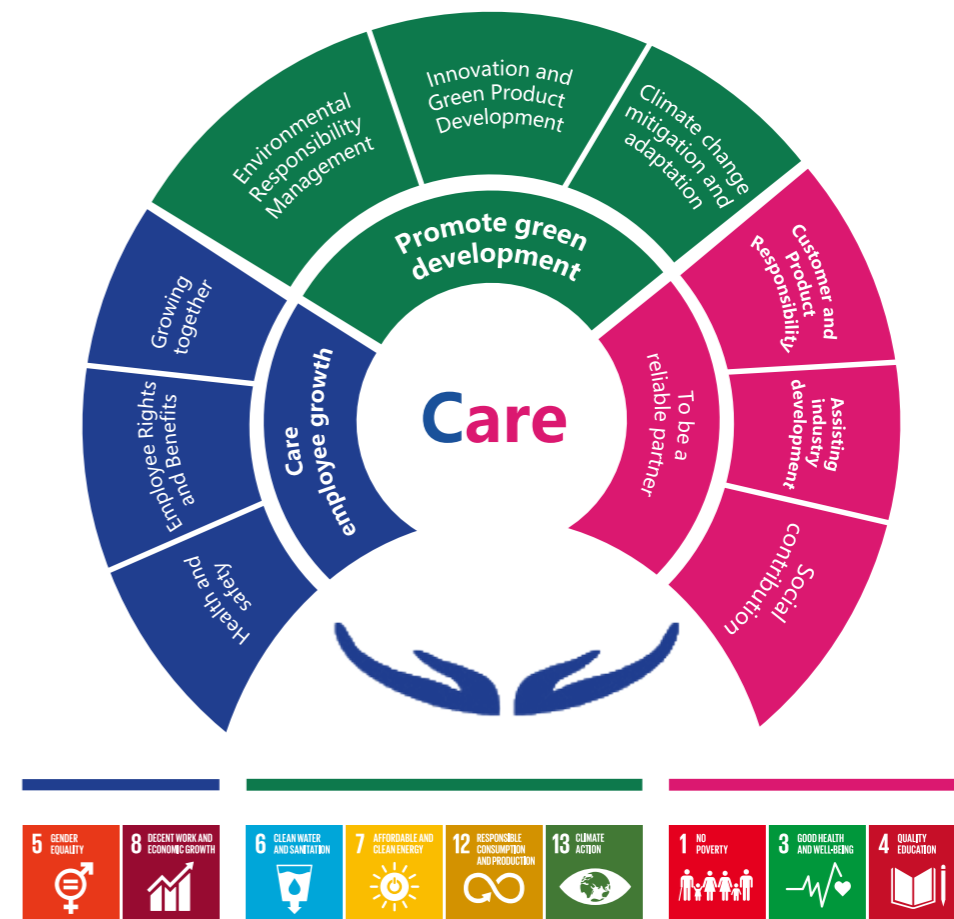 Innovation and
Green Product
Development
Environmental
Responsibility
Management
Climate change
mitigation and
adaptation
Promote green
development
Customer and
Product
Responsibility
Growing
together
Care
employee growth
Care
To be a
reliable partner
Employee Rights
and Benefits
Assisting
industry
development
Health and
safety
Social
contribution
5 GENDER
EQUALITY
8 DECENT WORK AND
ECONOMIC GROWTH
6 CLEAN WATER
AND SANITATION
7 AFFORDABLE AND
CLEAN ENERGY
12 RESPONSIBLE
CONSUMPTION
AND PRODUCTION
13 CLIMATE
ACTION
1 NO
POVERTY
3 GOOD HEALTH
AND WELL-BEING
4 QUALITY
EDUCATION